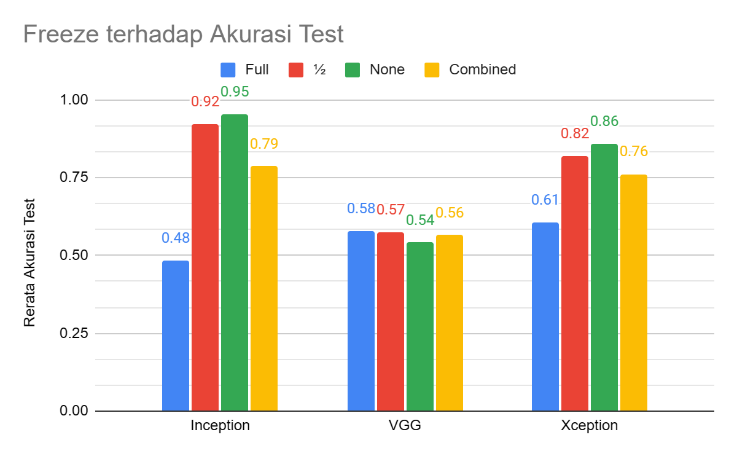 Freeze terhadap Akurasi Test
Full ½ None Combined
Rerata Akurasi Test
1.00
0.75
0.50
0.25
0.00
0.48 0.92 0.95 0.79
0.58 0.57 0.54 0.56
0.61 0.82 0.86 0.76
Inception VGG Xception